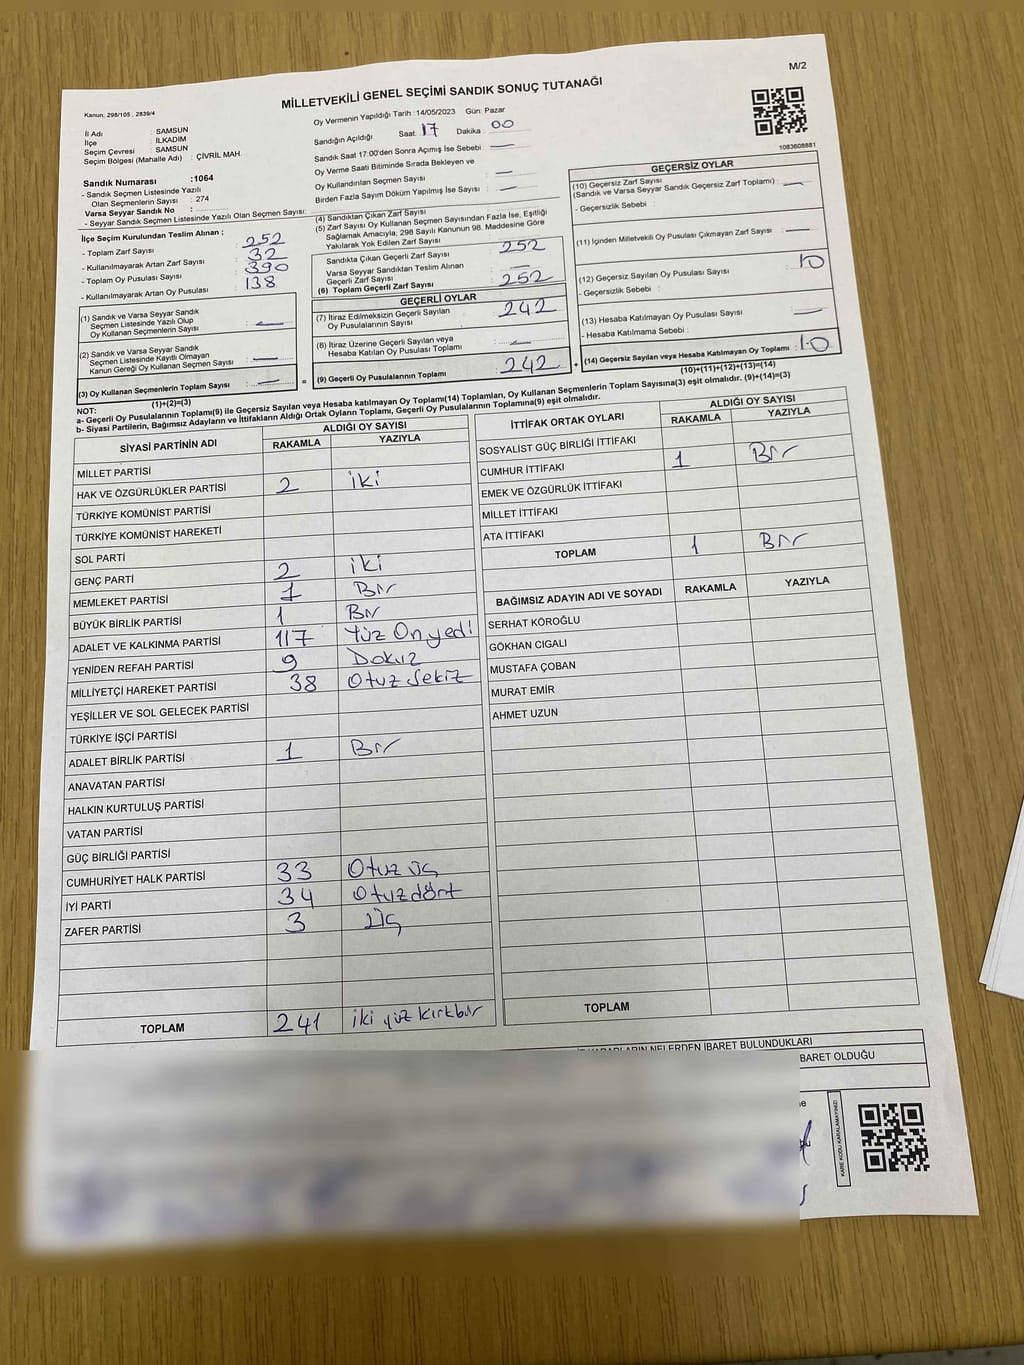 M/2
MİLLETVEKİLİ GENEL SEÇİMİ SANDIK SONUÇ TUTANAĞI
Kanun; 298/105 , 2839/4
Oy Vermenin Yapıldığı Tarih : 14/05/2023 Gün: Pazar
İl Adı : SAMSUN
İlçe : İLKADIM
Seçim Çevresi : SAMSUN
Seçim Bölgesi (Mahalle Adı) : ÇİVRİL MAH.
Sandık Numarası :1064
- Sandık Seçmen Listesinde Yazılı
Olan Seçmenlerin Sayısı : 274
Varsa Seyyar Sandık No :
- Seyyar Sandık Seçmen Listesinde Yazılı Olan Seçmen Sayısı:
Sandığın Açıldığı Saat: 17 Dakika : 00
Sandık Saat 17:00'den Sonra Açımış İse Sebebi : —
Oy Verme Saati Bitiminde Sırada Bekleyen ve
Oy Kullandırılan Seçmen Sayısı : —
Birden Fazla Sayım Döküm Yapılmış İse Sayısı : —
1083608881
İlçe Seçim Kurulundan Teslim Alınan ;
- Toplam Zarf Sayısı : 252
- Kullanılmayarak Artan Zarf Sayısı : 32
- Toplam Oy Pusulası Sayısı : 390
- Kullanılmayarak Artan Oy Pusulası : 138
(1) Sandık ve Varsa Seyyar Sandık
Seçmen Listesinde Yazılı Olup
Oy Kullanan Seçmenlerin Sayısı : —
(2) Sandık ve Varsa Seyyar Sandık
Seçmen Listesinde Kayıtlı Olmayan
Kanun Gereği Oy Kullanan Seçmen Sayısı : —
(3) Oy Kullanan Seçmenlerin Toplam Sayısı : —
(1)+(2)=(3)
(4) Sandıktan Çıkan Zarf Sayısı : —
(5) Zarf Sayısı Oy Kullanan Seçmen Sayısından Fazla İse, Eşitliği
Sağlamak Amacıyla, 298 Sayılı Kanunun 98. Maddesine Göre
Yakılarak Yok Edilen Zarf Sayısı
Sandıkta Çıkan Geçerli Zarf Sayısı : 252
Varsa Seyyar Sandıktan Teslim Alınan
Geçerli Zarf Sayısı : —
(6) Toplam Geçerli Zarf Sayısı : 252
GEÇERLİ OYLAR
(7) İtiraz Edilmeksizin Geçerli Sayılan
Oy Pusulalarının Sayısı : 242
(8) İtiraz Üzerine Geçerli Sayılan veya
Hesaba Katılan Oy Pusulası Toplamı : —
=
(9) Geçerli Oy Pusulalarının Toplamı : 242
+
GEÇERSİZ OYLAR
(10) Geçersiz Zarf Sayısı
(Sandık ve Varsa Seyyar Sandık Geçersiz Zarf Toplamı) : —
- Geçersizlik Sebebi :
(11) İçinden Milletvekili Oy Pusulası Çıkmayan Zarf Sayısı : —
(12) Geçersiz Sayılan Oy Pusulası Sayısı : 10
- Geçersizlik Sebebi :
(13) Hesaba Katılmayan Oy Pusulası Sayısı : —
- Hesaba Katılmama Sebebi :
(14) Geçersiz Sayılan veya Hesaba Katılmayan Oy Toplamı : 10
(10)+(11)+(12)+(13)=(14)
NOT:
a- Geçerli Oy Pusulalarının Toplamı(9) ile Geçersiz Sayılan veya Hesaba katılmayan Oy Toplamı(14) Toplamları, Oy Kullanan Seçmenlerin Toplam Sayısına(3) eşit olmalıdır. (9)+(14)=(3)
b- Siyasi Partilerin, Bağımsız Adayların ve İttifakların Aldığı Ortak Oyların Toplamı, Geçerli Oy Pusulalarının Toplamına(9) eşit olmalıdır.
SİYASİ PARTİNİN ADI ALDIĞI OY SAYISI
RAKAMLA YAZIYLA
MİLLET PARTİSİ
HAK VE ÖZGÜRLÜKLER PARTİSİ 2 iki
TÜRKİYE KOMÜNİST PARTİSİ
TÜRKİYE KOMÜNİST HAREKETİ
SOL PARTİ
GENÇ PARTİ 2 iki
MEMLEKET PARTİSİ 1 Bir
BÜYÜK BİRLİK PARTİSİ 1 Bir
ADALET VE KALKINMA PARTİSİ 117 Yüz On yedi
YENİDEN REFAH PARTİSİ 9 Dokuz
MİLLİYETÇİ HAREKET PARTİSİ 38 Otuz Sekiz
YEŞİLLER VE SOL GELECEK PARTİSİ
TÜRKİYE İŞÇİ PARTİSİ
ADALET BİRLİK PARTİSİ 1 Bir
ANAVATAN PARTİSİ
HALKIN KURTULUŞ PARTİSİ
VATAN PARTİSİ
GÜÇ BİRLİĞİ PARTİSİ
CUMHURİYET HALK PARTİSİ 33 Otuz üç
İYİ PARTİ 34 Otuz dört
ZAFER PARTİSİ 3 Üç
TOPLAM 241 iki yüz kırkbir
İTTİFAK ORTAK OYLARI ALDIĞI OY SAYISI
RAKAMLA YAZIYLA
SOSYALİST GÜÇ BİRLİĞİ İTTİFAKI
CUMHUR İTTİFAKI 1 Bir
EMEK VE ÖZGÜRLÜK İTTİFAKI
MİLLET İTTİFAKI
ATA İTTİFAKI
TOPLAM 1 Bir
BAĞIMSIZ ADAYIN ADI VE SOYADI RAKAMLA YAZIYLA
SERHAT KÖROĞLU
GÖKHAN CIGALI
MUSTAFA ÇOBAN
MURAT EMİR
AHMET UZUN
TOPLAM
KARARLARIN NELERDEN İBARET BULUNDUKLARI
BARET OLDUĞU
KARE KODU KARALAMAYINIZ!